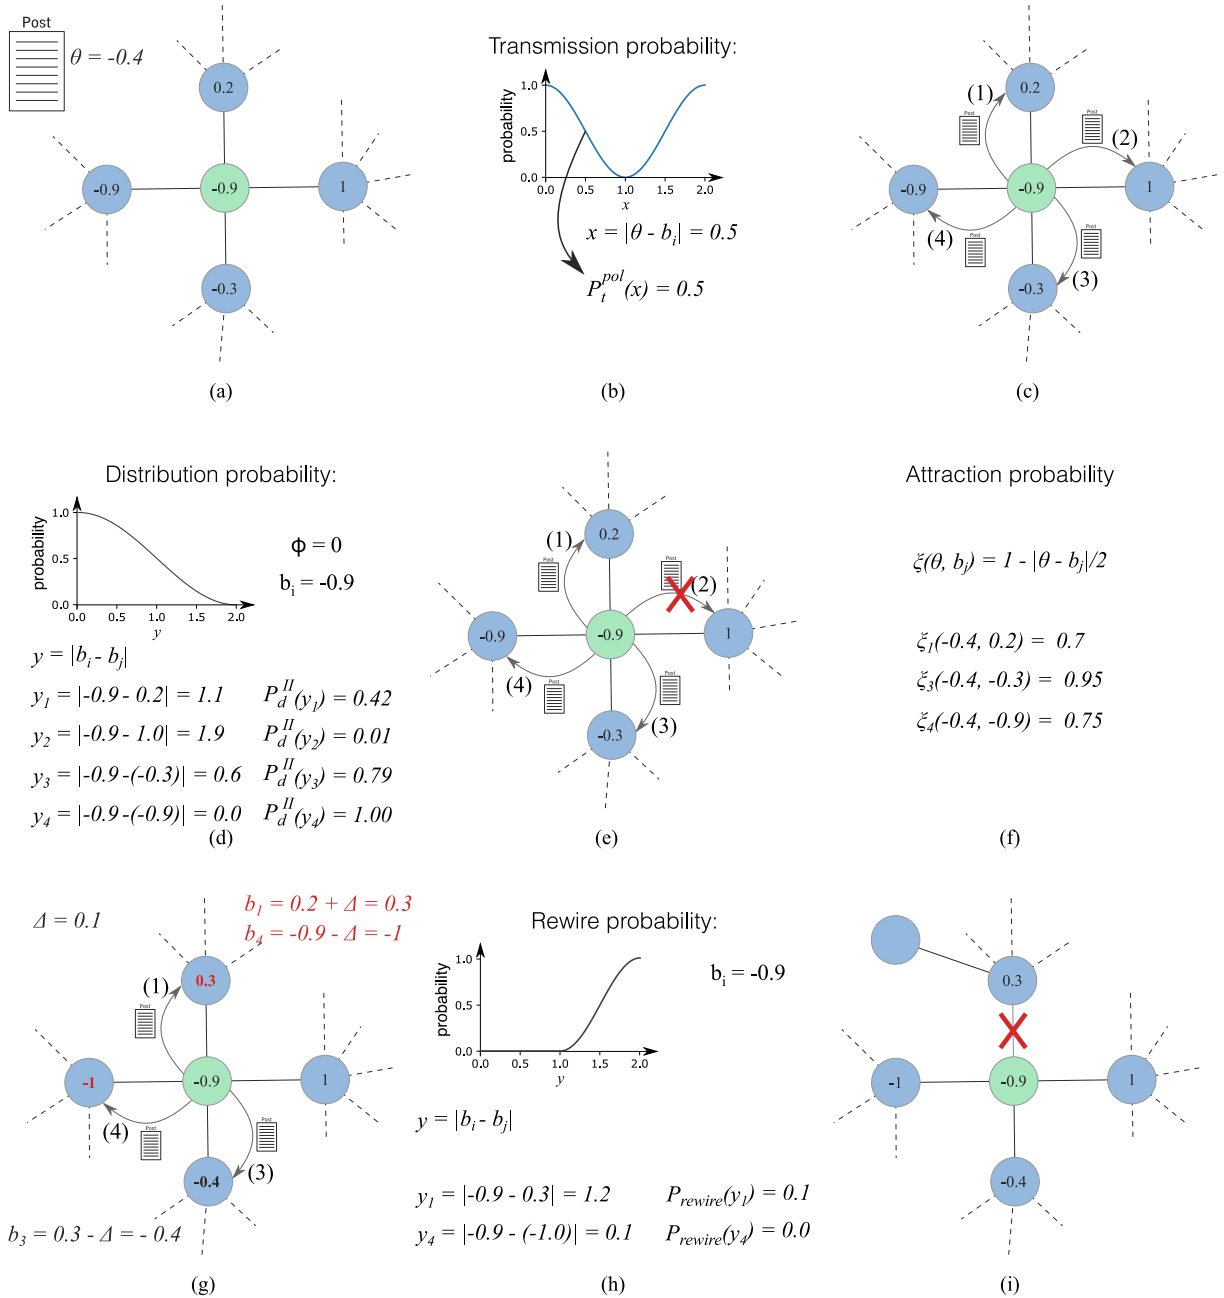 Post
θ = -0.4
0.2
-0.9
-0.9
1
-0.3
(a)
Transmission probability:
probability
1.0
0.5
0.0
0.0 0.5 1.0 1.5 2.0
x
x = |θ - b_i| = 0.5
P_t^pol(x) = 0.5
(b)
(1)
0.2
Post
Post
(2)
-0.9
-0.9
1
(4)
Post
Post
-0.3
(3)
(c)
Distribution probability:
probability
1.0
0.5
0.0
0.0 0.5 1.0 1.5 2.0
y
Φ = 0
b_i = -0.9
y = |b_i - b_j|
y_1 = |-0.9 - 0.2| = 1.1 P_d^II(y_1) = 0.42
y_2 = |-0.9 - 1.0| = 1.9 P_d^II(y_2) = 0.01
y_3 = |-0.9 -(-0.3)| = 0.6 P_d^II(y_3) = 0.79
y_4 = |-0.9 -(-0.9)| = 0.0 P_d^II(y_4) = 1.00
(d)
(1)
0.2
Post
Post
(2)
-0.9
-0.9
1
(4)
Post
Post
-0.3
(3)
(e)
Attraction probability
ξ(θ, b_j) = 1 - |θ - b_j|/2
ξ_1(-0.4, 0.2) = 0.7
ξ_3(-0.4, -0.3) = 0.95
ξ_4(-0.4, -0.9) = 0.75
(f)
Δ = 0.1
b_1 = 0.2 + Δ = 0.3
b_4 = -0.9 - Δ = -1
(1)
0.3
Post
-1
-0.9
1
(4)
Post
Post
-0.4
(3)
b_3 = 0.3 - Δ = - 0.4
(g)
Rewire probability:
probability
1.0
0.5
0.0
0.0 0.5 1.0 1.5 2.0
y
b_i = -0.9
y = |b_i - b_j|
y_1 = |-0.9 - 0.3| = 1.2 P_rewire(y_1) = 0.1
y_4 = |-0.9 - (-1.0)| = 0.1 P_rewire(y_4) = 0.0
(h)
0.3
-1
-0.9
1
-0.4
(i)